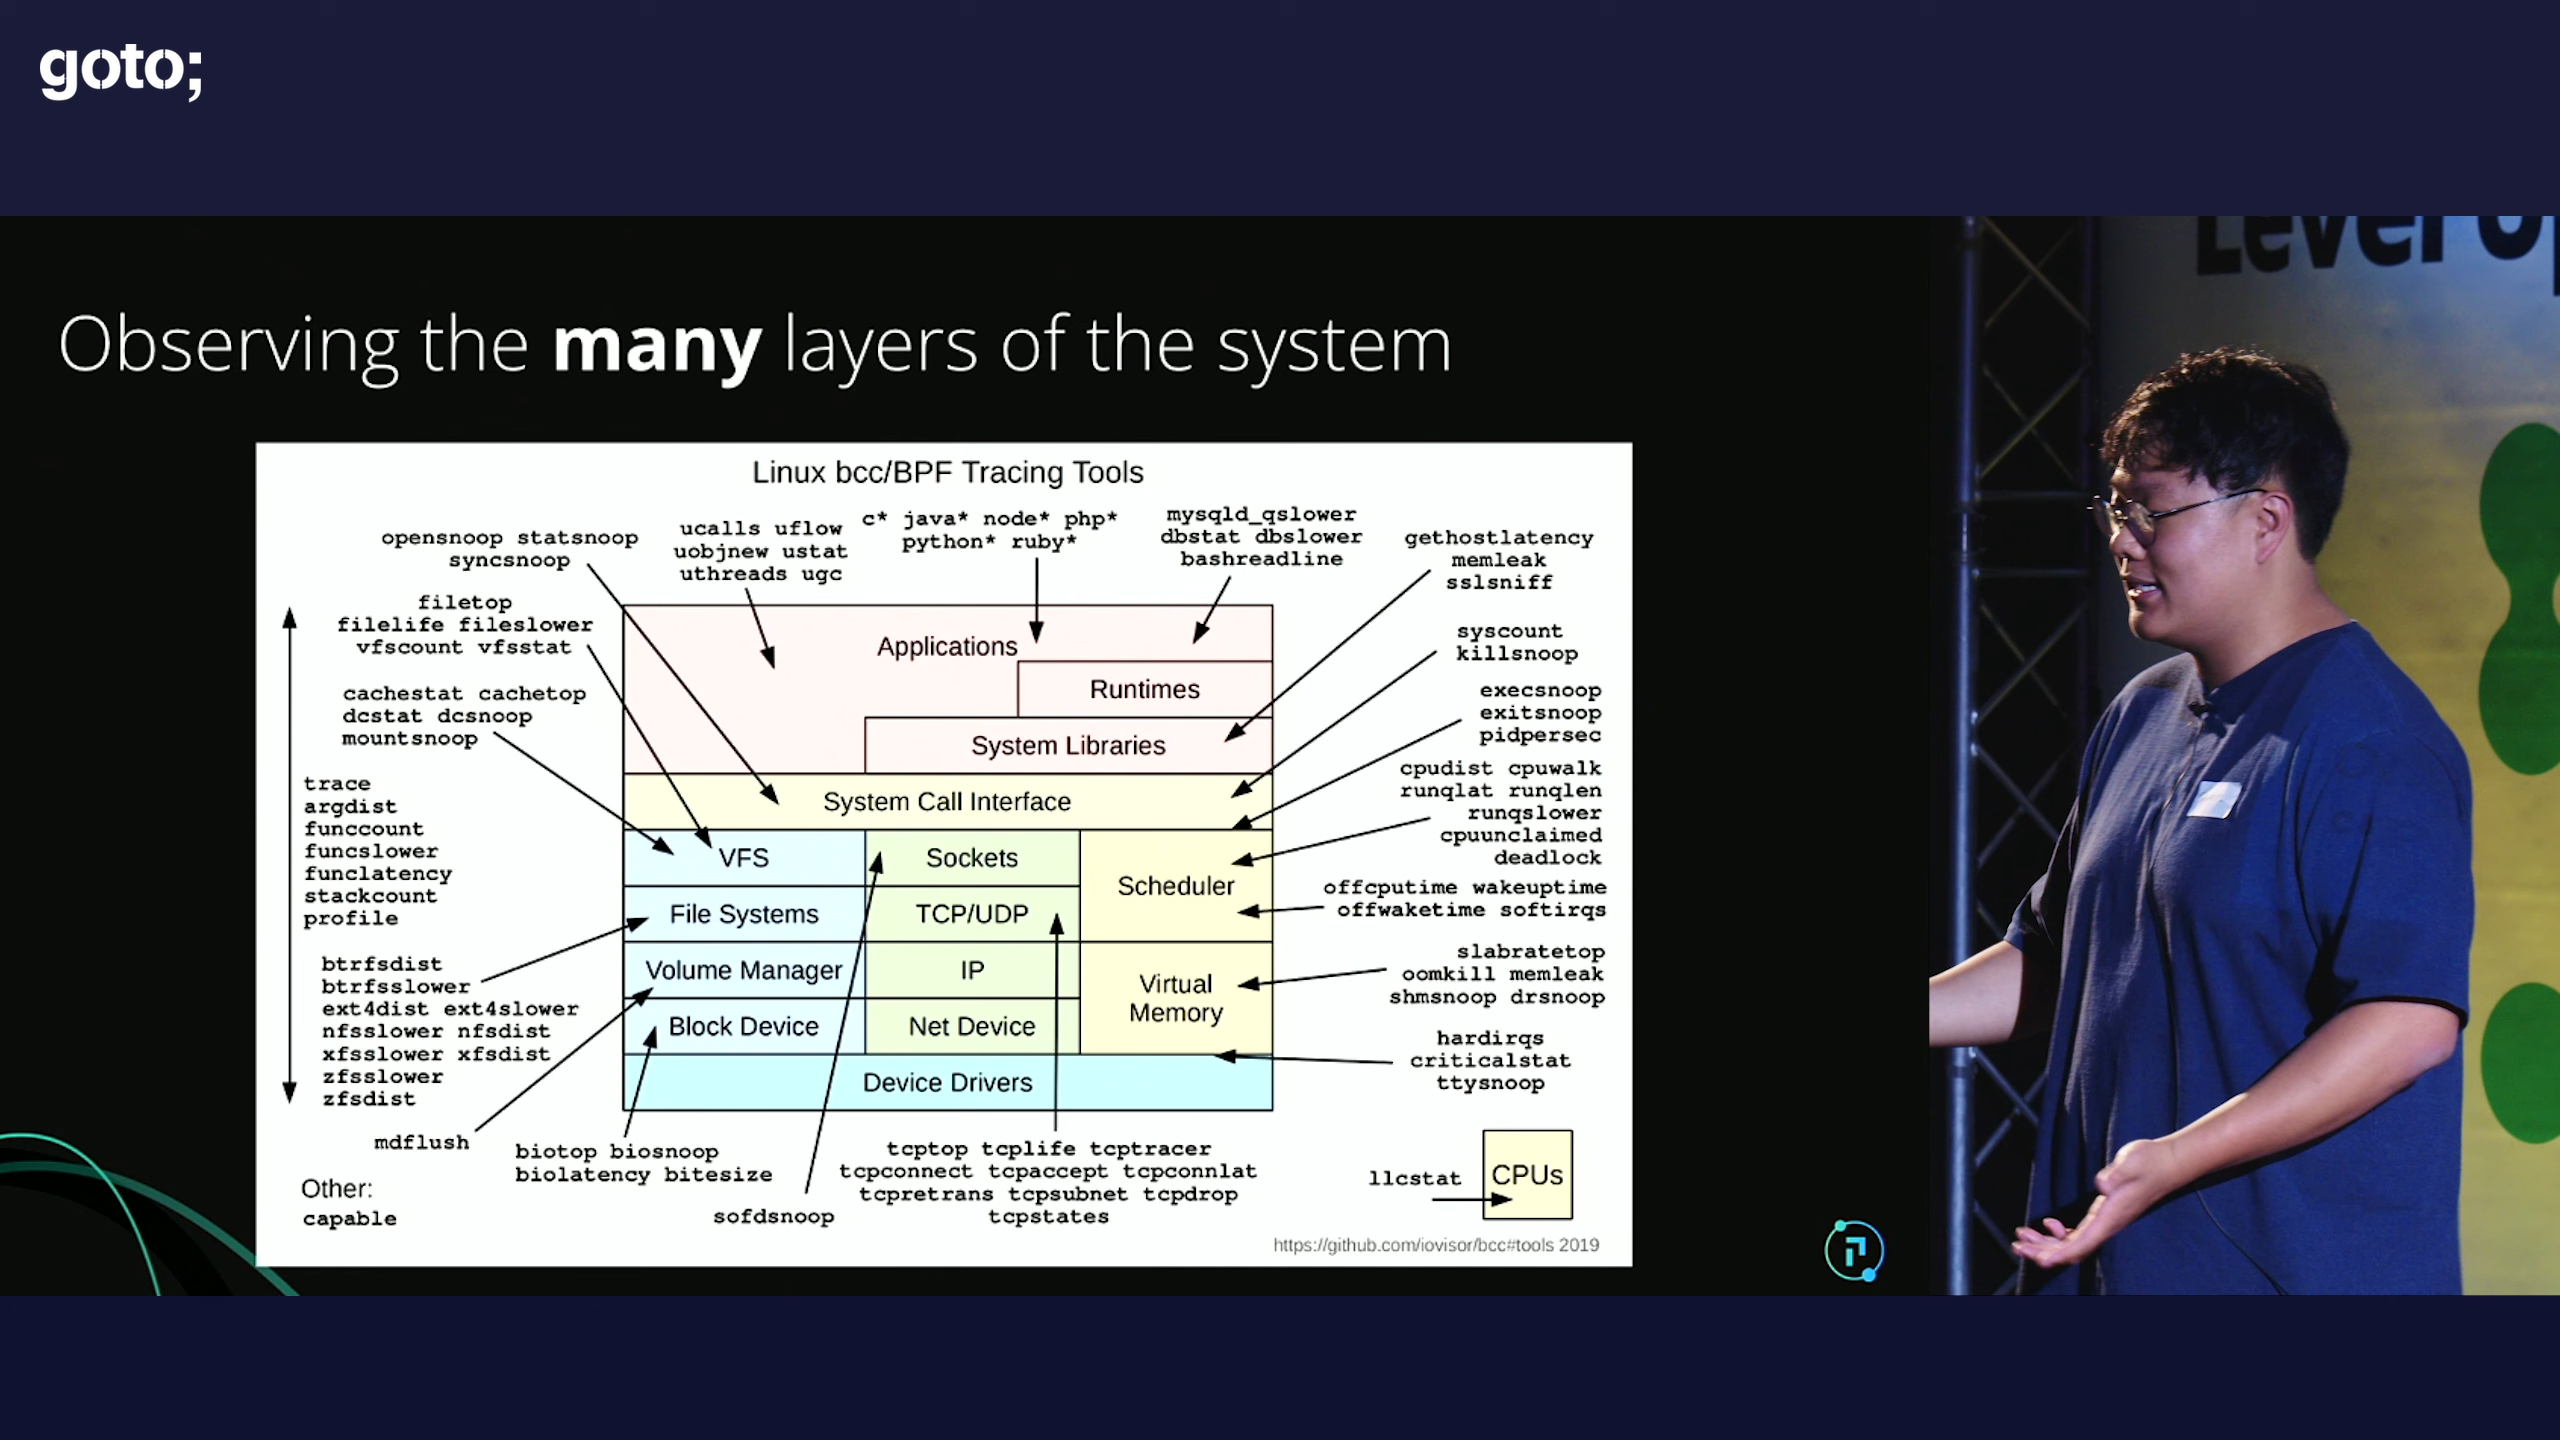 goto;
Level
Observing the many layers of the system
Linux bcc/BPF Tracing Tools
opensnoop statsnoop
syncsnoop
ucalls uflow
uobjnew ustat
uthreads ugc
c* java* node* php*
python* ruby*
mysqld_qslower
dbstat dbslower
bashreadline
gethostlatency
memleak
sslsniff
filetop
filelife fileslower
vfscount vfsstat
syscount
killsnoop
cachestat cachetop
dcstat dcsnoop
mountsnoop
execsnoop
exitsnoop
pidpersec
trace
argdist
funccount
funcslower
funclatency
stackcount
profile
cpudist cpuwalk
runqlat runqlen
runqslower
cpuunclaimed
deadlock
offcputime wakeuptime
offwaketime softirqs
btrfsdist
btrfsslower
ext4dist ext4slower
nfsslower nfsdist
xfsslower xfsdist
zfsslower
zfsdist
slabratetop
oomkill memleak
shmsnoop drsnoop
hardirqs
criticalstat
ttysnoop
Applications
Runtimes
System Libraries
System Call Interface
VFS
Sockets
Scheduler
File Systems
TCP/UDP
Volume Manager
IP
Virtual
Memory
Block Device
Net Device
Device Drivers
mdflush
biotop biosnoop
biolatency bitesize
sofdsnoop
tcptop tcplife tcptracer
tcpconnect tcpaccept tcpconnlat
tcpretrans tcpsubnet tcpdrop
tcpstates
llcstat
CPUs
Other:
capable
https://github.com/iovisor/bcc#tools 2019